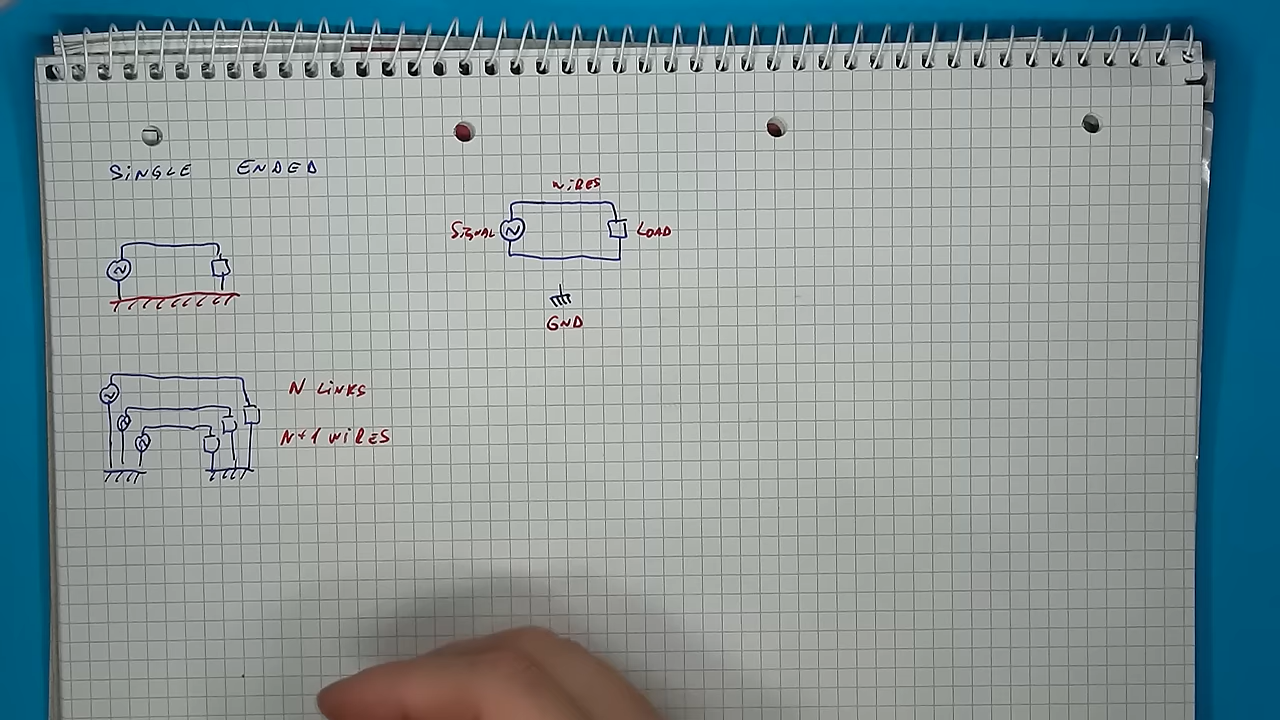 SiNGLE ENDED
WiRES
SiGNAL
LOAD
GND
N LiNKS
N+1 WiRES